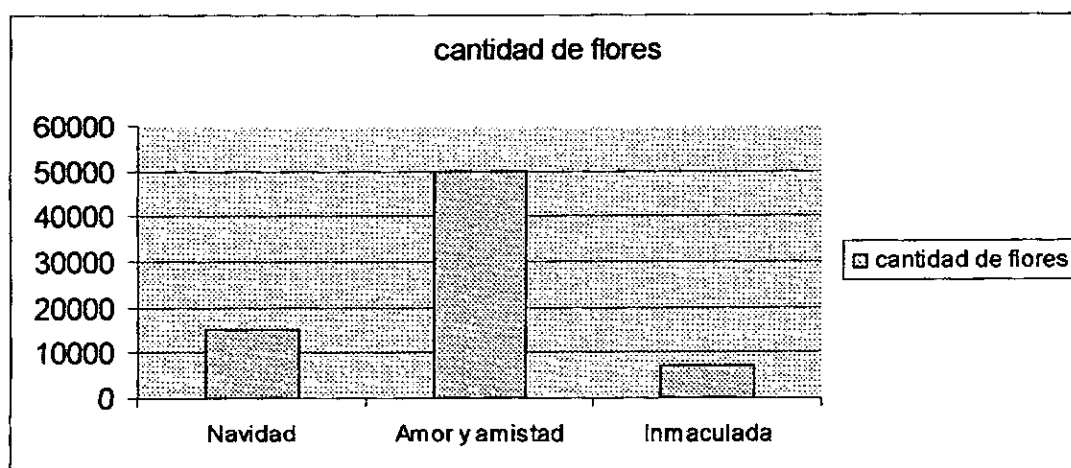 cantidad de flores
60000
50000
40000
30000
20000
10000
0
Navidad
Amor y amistad
Inmaculada
cantidad de flores